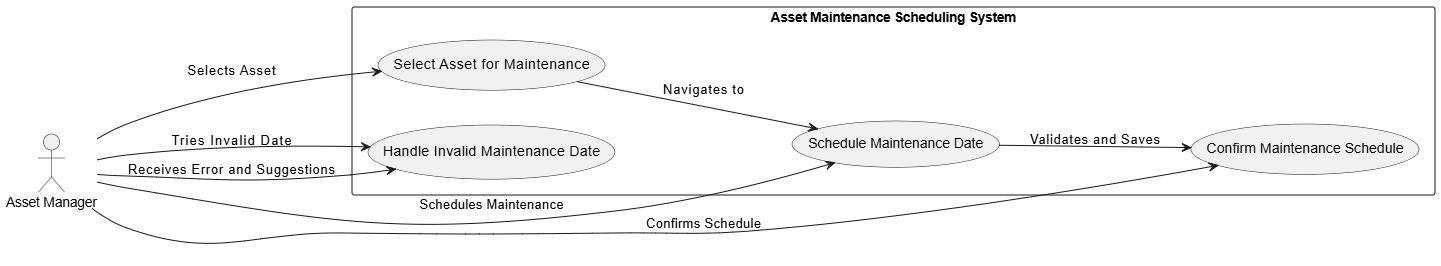 Asset Maintenance Scheduling System
Select Asset for Maintenance
Selects Asset
Navigates to
Tries Invalid Date
Handle Invalid Maintenance Date
Schedule Maintenance Date
Validates and Saves
Confirm Maintenance Schedule
Receives Error and Suggestions
Asset Manager
Schedules Maintenance
Confirms Schedule